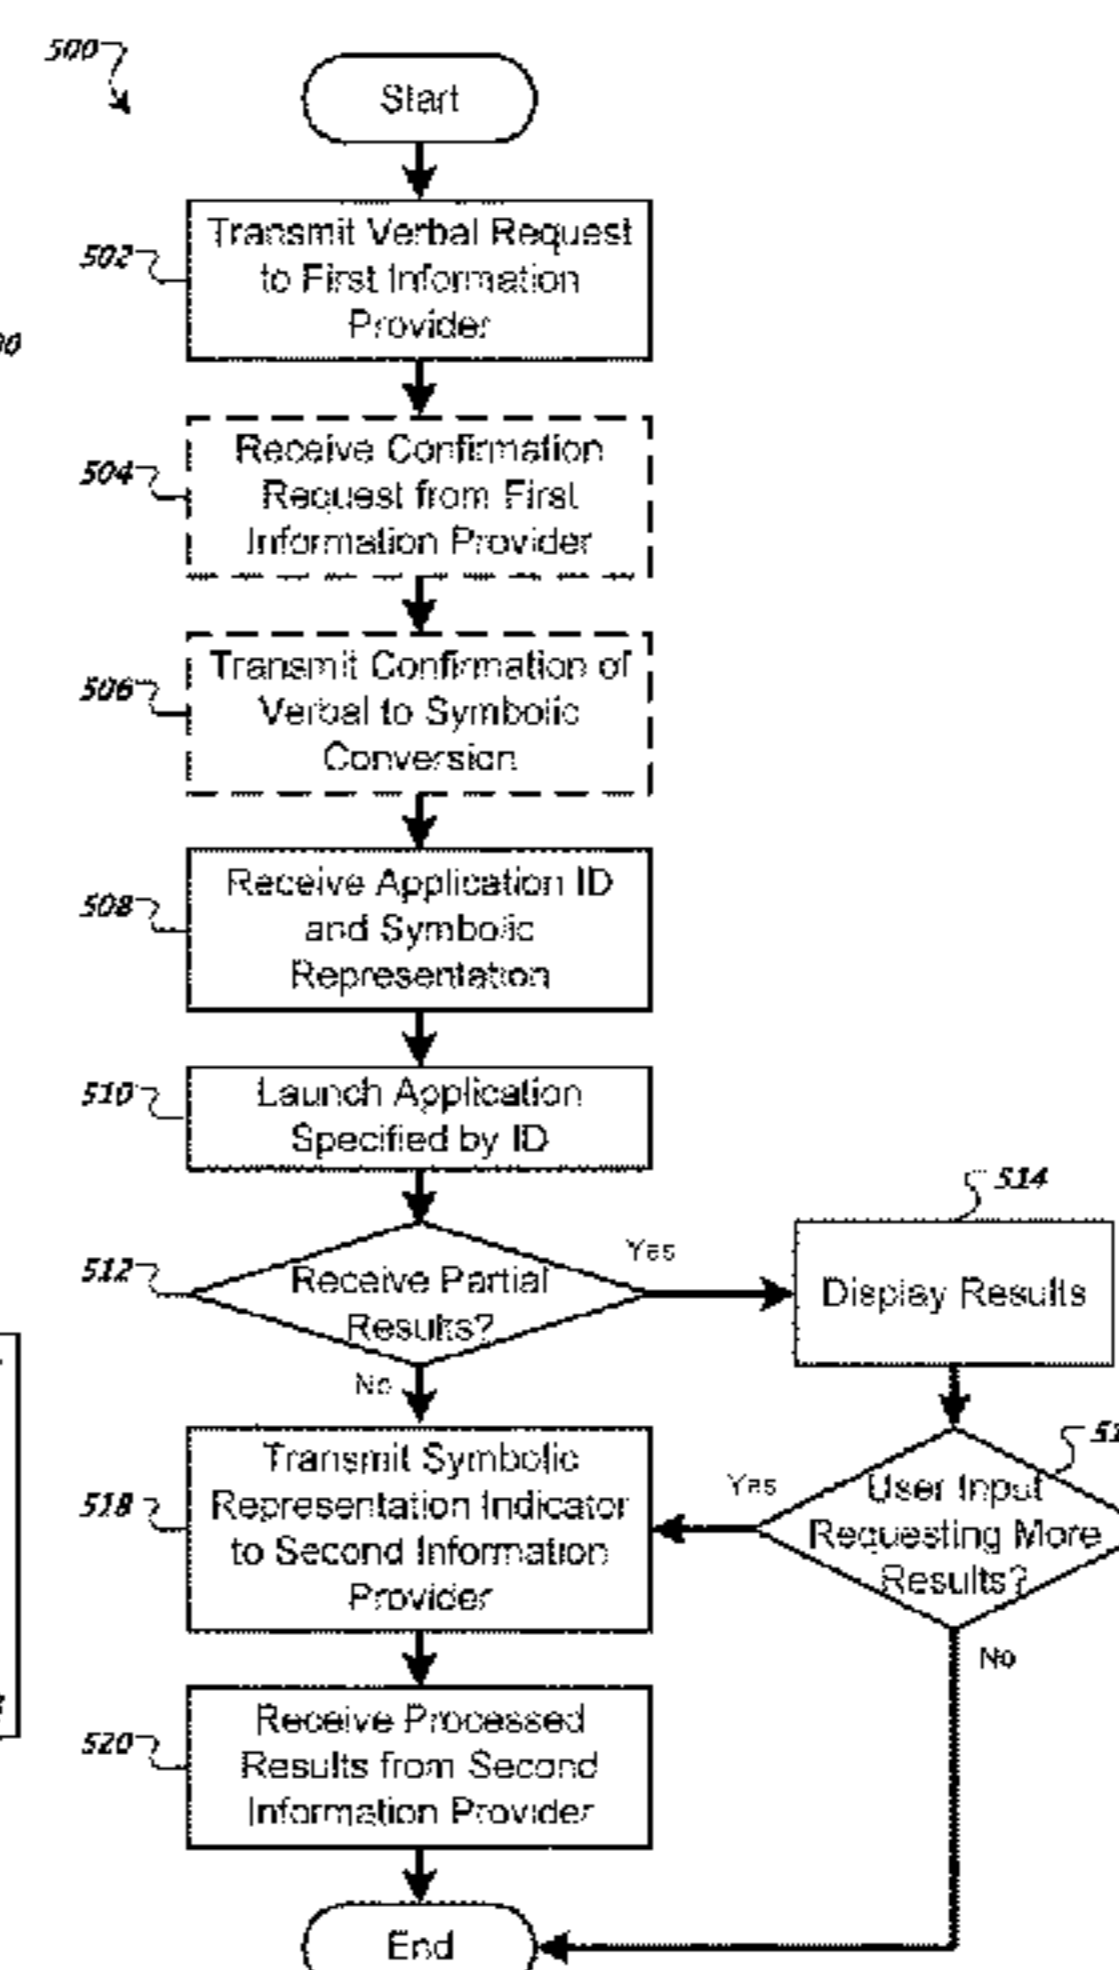 500
Start
502
Transmit Verbal Request
to First Information
Provider
504
Receive Confirmation
Request from First
Information Provider
506
Transmit Confirmation of
Verbal to Symbolic
Conversion
508
Receive Application ID
and Symbolic
Representation
510
Launch Application
Specified by ID
512
Receive Partial
Results?
Yes
No
514
Display Results
User Input
Requesting More
Results?
Yes
No
518
Transmit Symbolic
Representation Indicator
to Second Information
Provider
520
Receive Processed
Results from Second
Information Provider
End